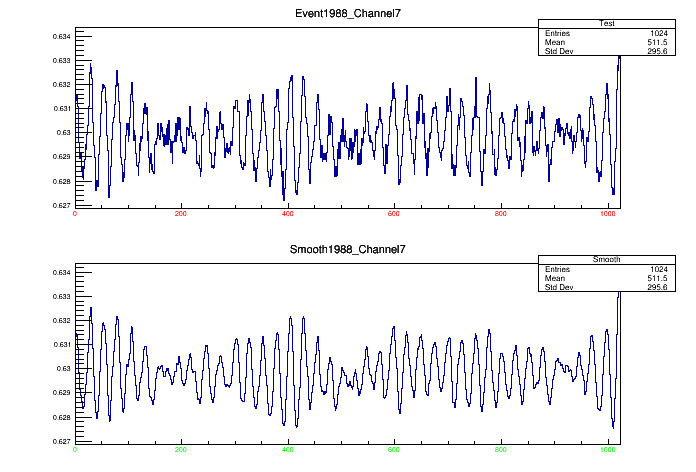 Event1988_Channel7
Test
Entries 1024
Mean 511.5
Std Dev 295.6
0.634
0.633
0.632
0.631
0.63
0.629
0.628
0.627
0 200 400 600 800 1000
Smooth1988_Channel7
Smooth
Entries 1024
Mean 511.5
Std Dev 295.6
0.634
0.633
0.632
0.631
0.63
0.629
0.628
0.627
0 200 400 600 800 1000